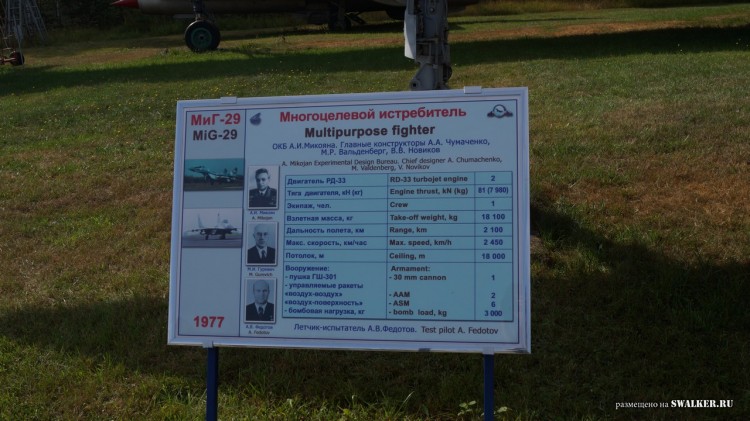 МиГ-29
MiG-29
Многоцелевой истребитель
Multipurpose fighter
ОКБ А.И.Микояна. Главные конструкторы А.А. Чумаченко,
М.Р. Вальденберг, В.В. Новиков
A. Mikojan Experimental Design Bureau. Chief designer A. Chumachenko,
M. Valdenberg, V. Novikov
Двигатель РД-33 RD-33 turbojet engine 2
Тяга двигателя, кН (кг) Engine thrust, kN (kg) 81 (7 980)
Экипаж, чел. Crew 1
Взлетная масса, кг Take-off weight, kg 18 100
Дальность полета, км Range, km 2 100
Макс. скорость, км/час Max. speed, km/h 2 450
Потолок, м Ceiling, m 18 000
Вооружение: Armament:
- пушка ГШ-301 - 30 mm cannon 1
- управляемые ракеты
«воздух-воздух» - AAM 2
«воздух-поверхность» - ASM 6
- бомбовая нагрузка, кг - bomb load, kg 3 000
А.И. Микоян
A. Mikojan
М.И. Гуревич
M. Gurevich
А.В. Федотов
A. Fedotov
1977
Летчик-испытатель А.В.Федотов. Test pilot A. Fedotov
размещено на SWALKER.RU